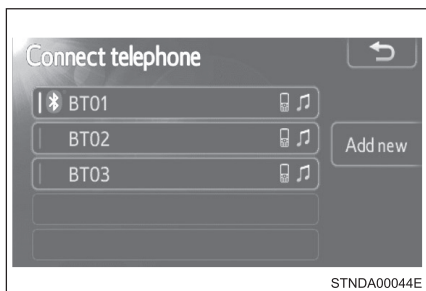 Connect telephone
BT01
BT02
BT03
Add new
STNDA00044E